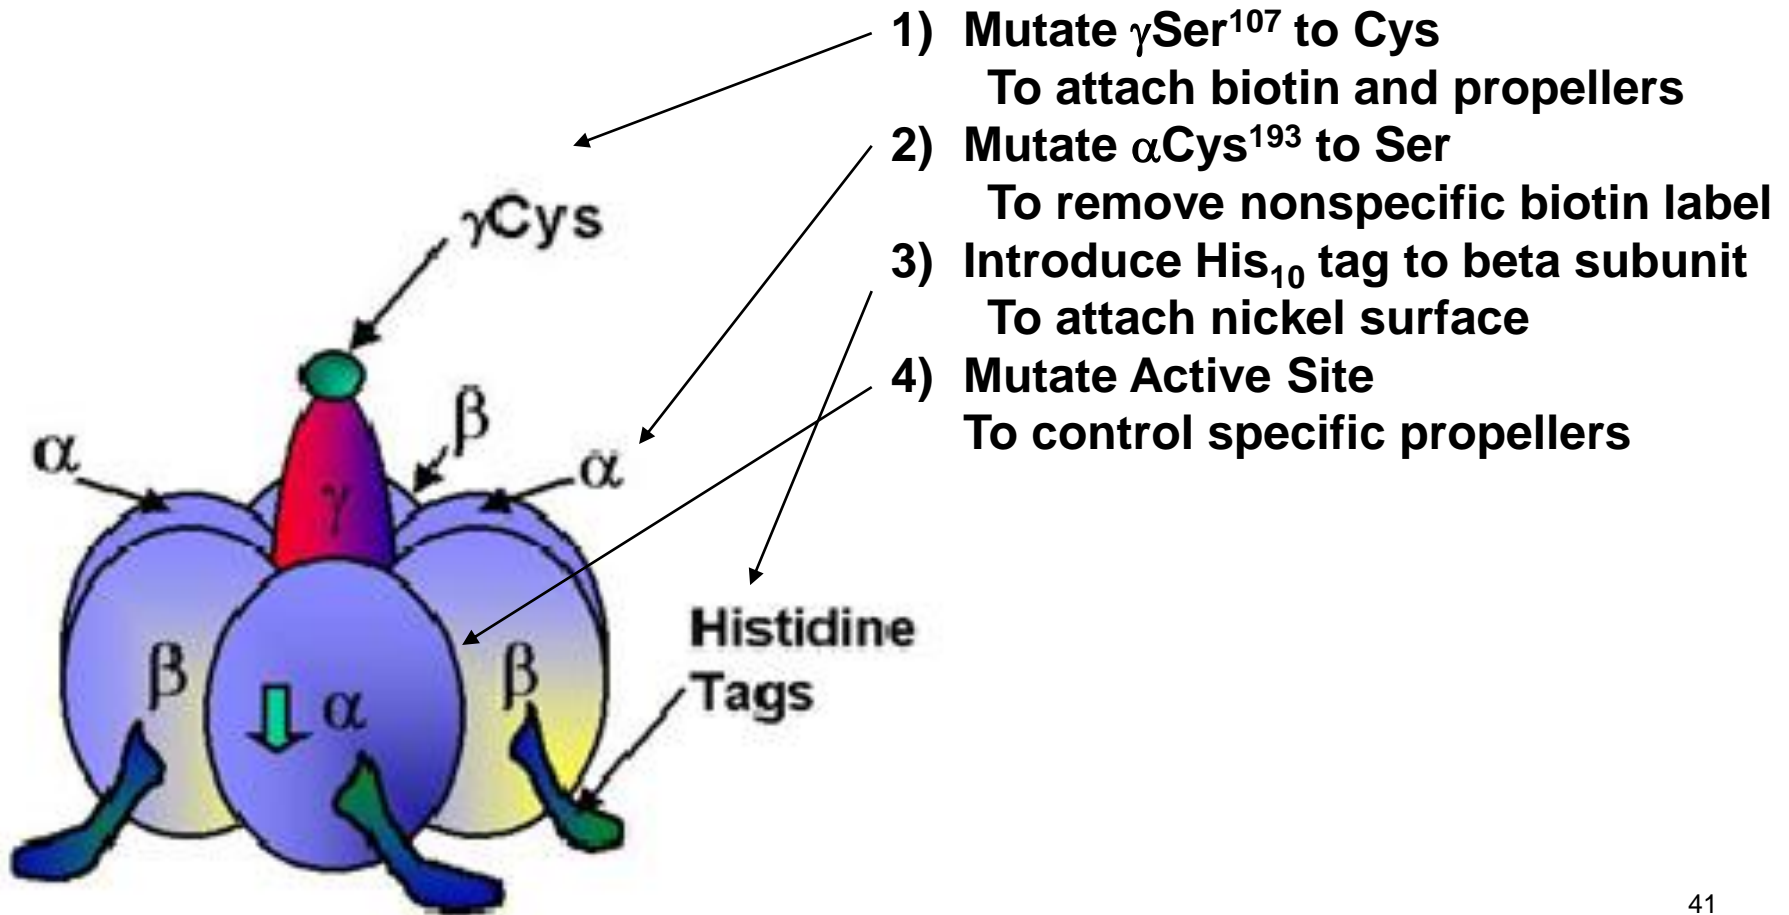 1) Mutate γSer¹⁰⁷ to Cys
To attach biotin and propellers
2) Mutate αCys¹⁹³ to Ser
To remove nonspecific biotin label
3) Introduce His₁₀ tag to beta subunit
To attach nickel surface
4) Mutate Active Site
To control specific propellers
γCys
β
α
α
γ
β
α
β
Histidine
Tags
41